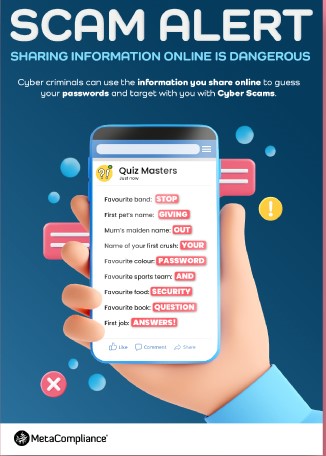 SCAM ALERT
SHARING INFORMATION ONLINE IS DANGEROUS
Cyber criminals can use the information you share online to guess
your passwords and target with you with Cyber Scams.
Quiz Masters
Just now
Favourite band: STOP
First pet's name: GIVING
Mum's maiden name: OUT
Name of your first crush: YOUR
Favourite colour: PASSWORD
Favourite sports team: AND
Favourite food: SECURITY
Favourite book: QUESTION
First job: ANSWERS!
Like Comment Share
MetaCompliance®